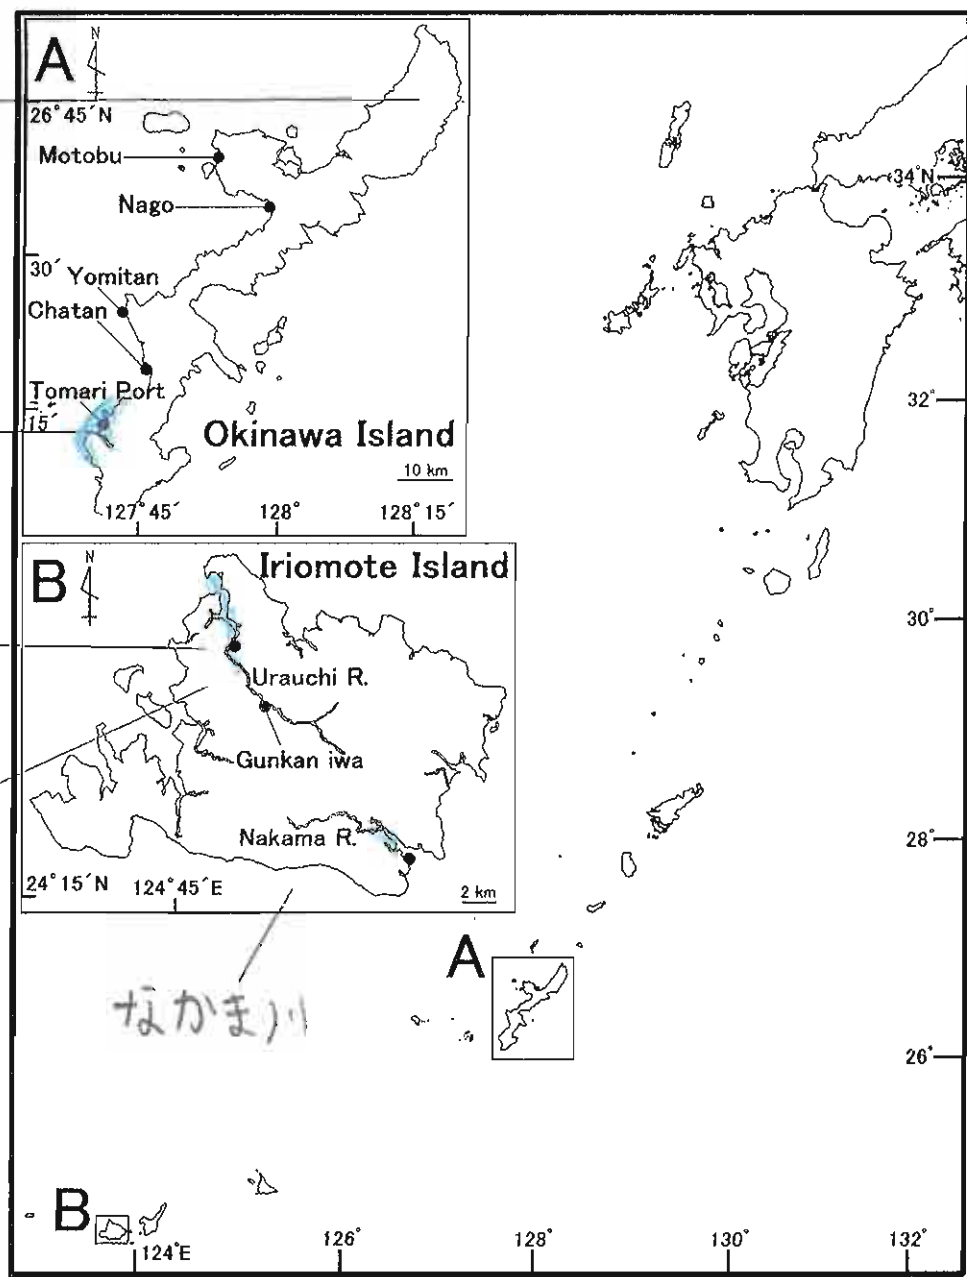 A
N
26°45´N
Motobu
Nago
30´
Yomitan
Chatan
Tomari Port
15´
Okinawa Island
10 km
127°45´
128°
128°15´
B
N
Iriomote Island
Urauchi R.
Gunkan iwa
Nakama R.
24°15´N
124°45´E
2 km
なかま川
34°N
32°
30°
28°
26°
A
B
124°E
126°
128°
130°
132°